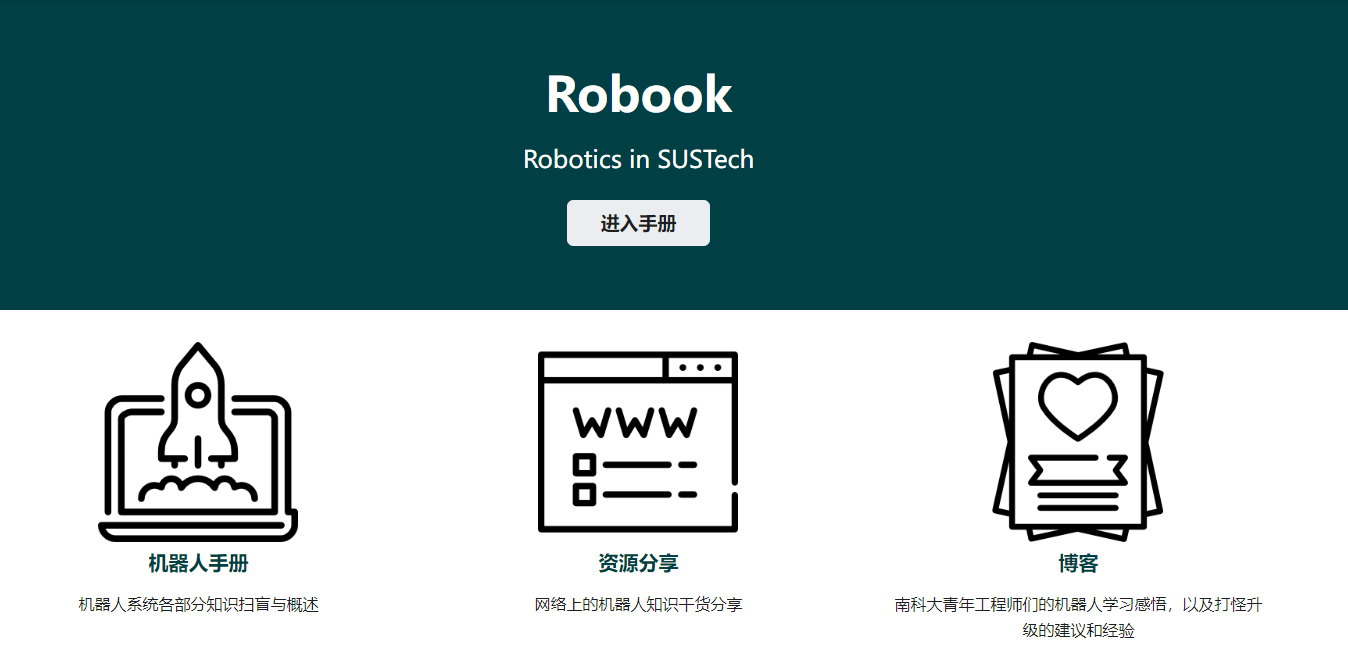 Robook
Robotics in SUSTech
进入手册
WWW
机器人手册
资源分享
博客
机器人系统各部分知识扫盲与概述
网络上的机器人知识干货分享
南科大青年工程师们的机器人学习感悟，以及打怪升
级的建议和经验